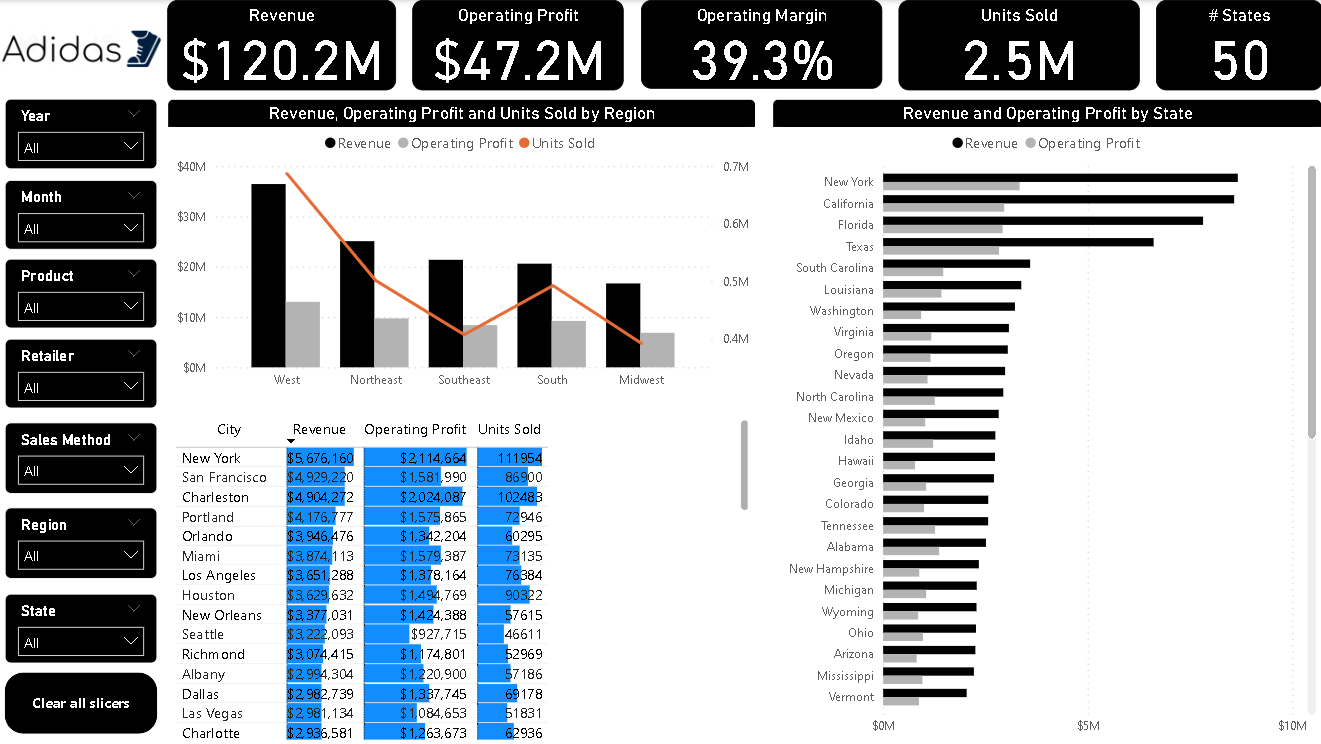 Adidas
Revenue
$120.2M
Operating Profit
$47.2M
Operating Margin
39.3%
Units Sold
2.5M
# States
50
Year
All
Month
All
Product
All
Retailer
All
Sales Method
All
Region
All
State
All
Clear all slicers
Revenue, Operating Profit and Units Sold by Region
Revenue Operating Profit Units Sold
$40M
$30M
$20M
$10M
$0M
0.7M
0.6M
0.5M
0.4M
West Northeast Southeast South Midwest
City Revenue Operating Profit Units Sold
New York $5,676,160 $2,114,664 111954
San Francisco $4,929,220 $1,581,990 86900
Charleston $4,904,272 $2,024,087 102483
Portland $4,176,777 $1,575,865 72946
Orlando $3,946,476 $1,342,204 60295
Miami $3,874,113 $1,579,387 73135
Los Angeles $3,651,288 $1,378,164 76384
Houston $3,629,632 $1,494,769 90322
New Orleans $3,377,031 $1,424,388 57615
Seattle $3,222,093 $927,715 46611
Richmond $3,074,415 $1,174,801 52969
Albany $2,994,304 $1,220,900 57186
Dallas $2,982,739 $1,337,745 69178
Las Vegas $2,981,134 $1,084,653 51831
Charlotte $2,936,581 $1,263,673 62936
Revenue and Operating Profit by State
Revenue Operating Profit
New York
California
Florida
Texas
South Carolina
Louisiana
Washington
Virginia
Oregon
Nevada
North Carolina
New Mexico
Idaho
Hawaii
Georgia
Colorado
Tennessee
Alabama
New Hampshire
Michigan
Wyoming
Ohio
Arizona
Mississippi
Vermont
$0M $5M $10M